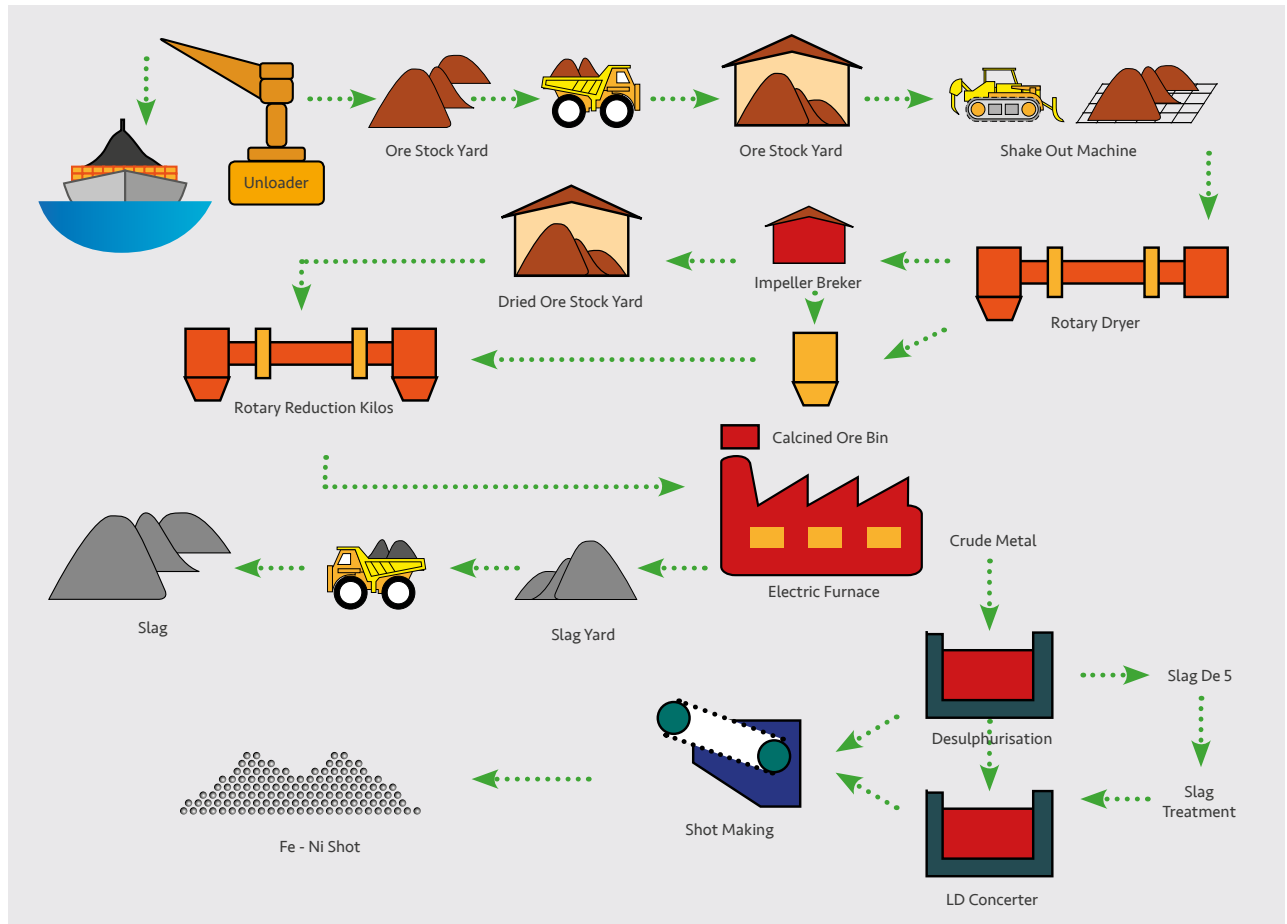 Unloader
Ore Stock Yard
Ore Stock Yard
Shake Out Machine
Dried Ore Stock Yard
Impeller Breker
Rotary Dryer
Rotary Reduction Kilos
Calcined Ore Bin
Crude Metal
Electric Furnace
Slag
Slag Yard
Slag De 5
Desulphurisation
Slag
Treatment
Shot Making
Fe - Ni Shot
LD Concerter